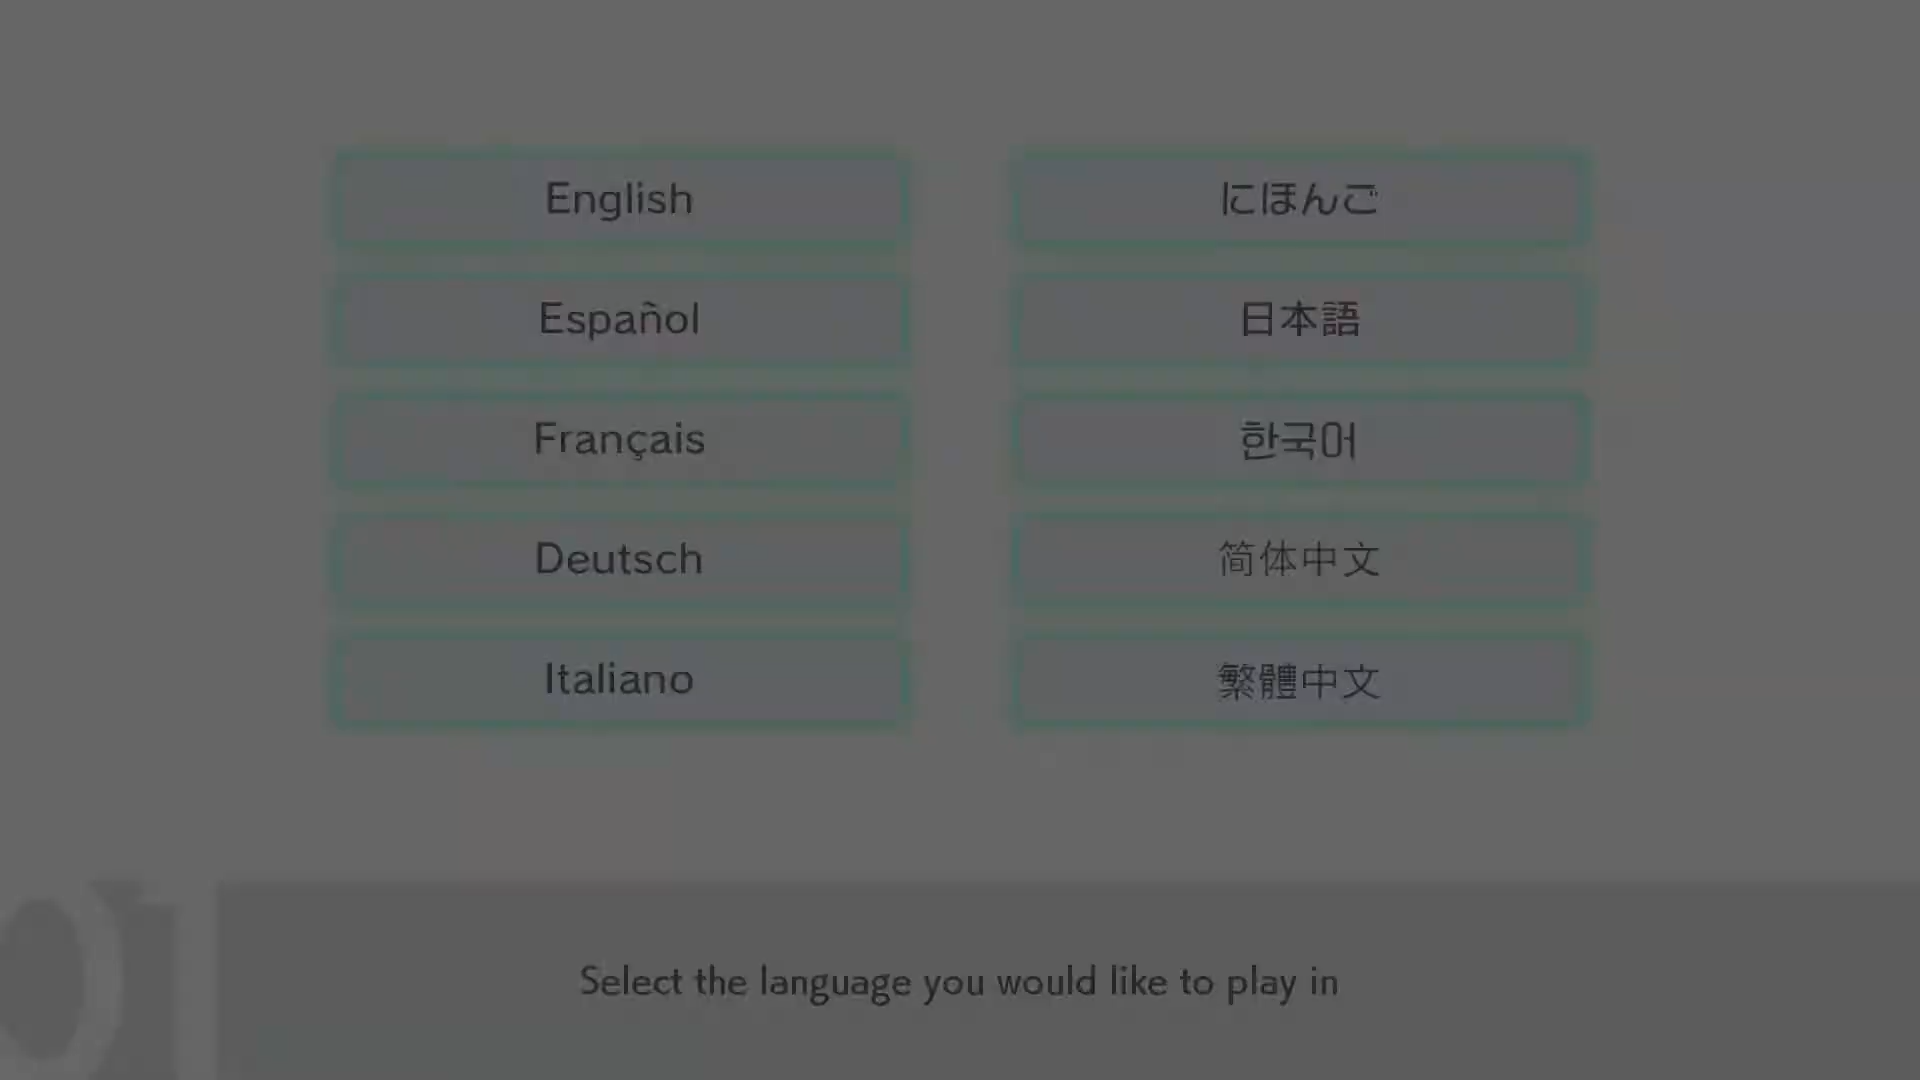 English
Español
Français
Deutsch
Italiano
にほんご
日本語
한국어
简体中文
繁體中文
Select the language you would like to play in